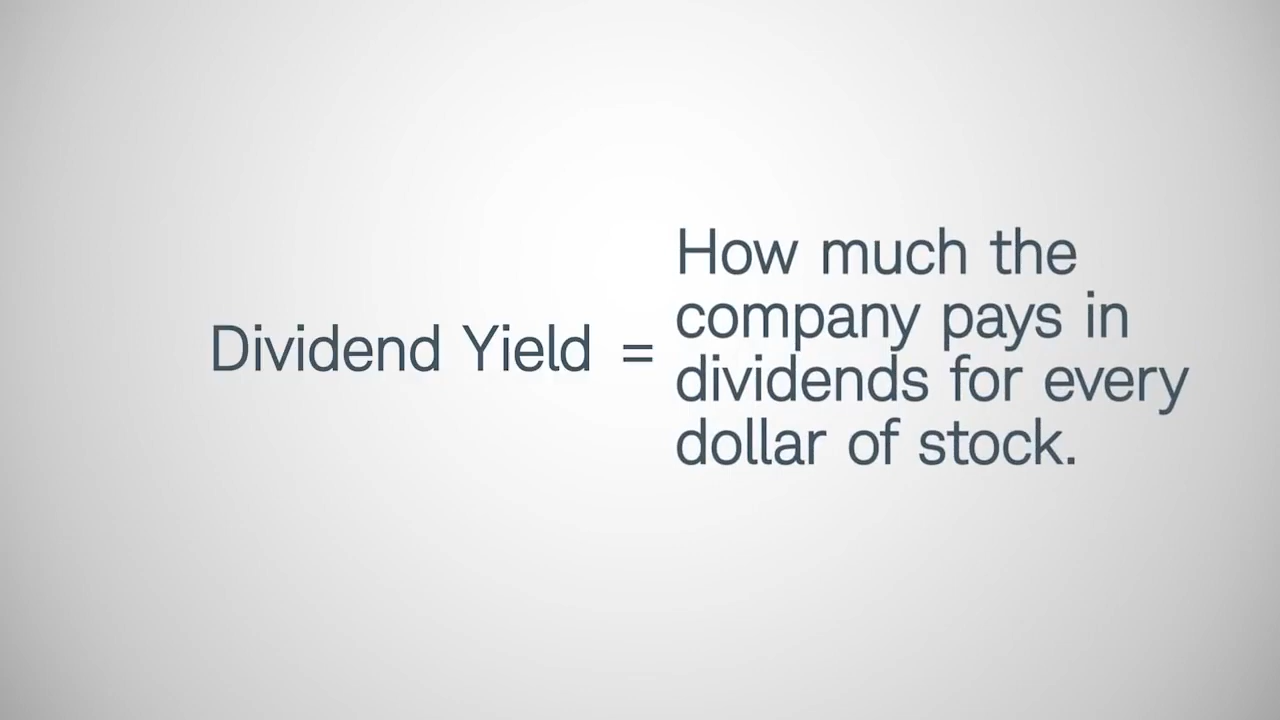 Dividend Yield =
How much the
company pays in
dividends for every
dollar of stock.